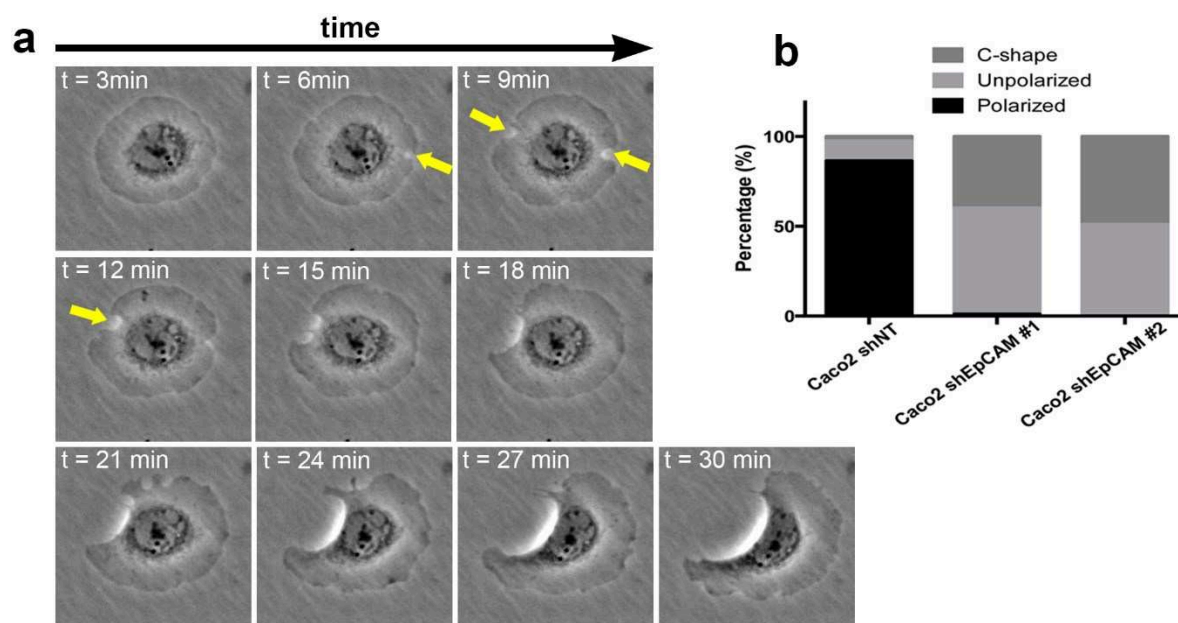 a
time
t = 3min
t = 6min
t = 9min
t = 12 min
t = 15 min
t = 18 min
t = 21 min
t = 24 min
t = 27 min
t = 30 min
b
C-shape
Unpolarized
Polarized
Percentage (%)
100
50
0
Caco2 shNT
Caco2 shEpCAM #1
Caco2 shEpCAM #2